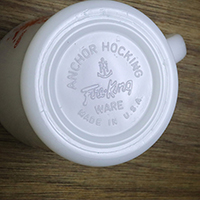 ANCHOR HOCKING
Fire-King
WARE
MADE IN U.S.A.